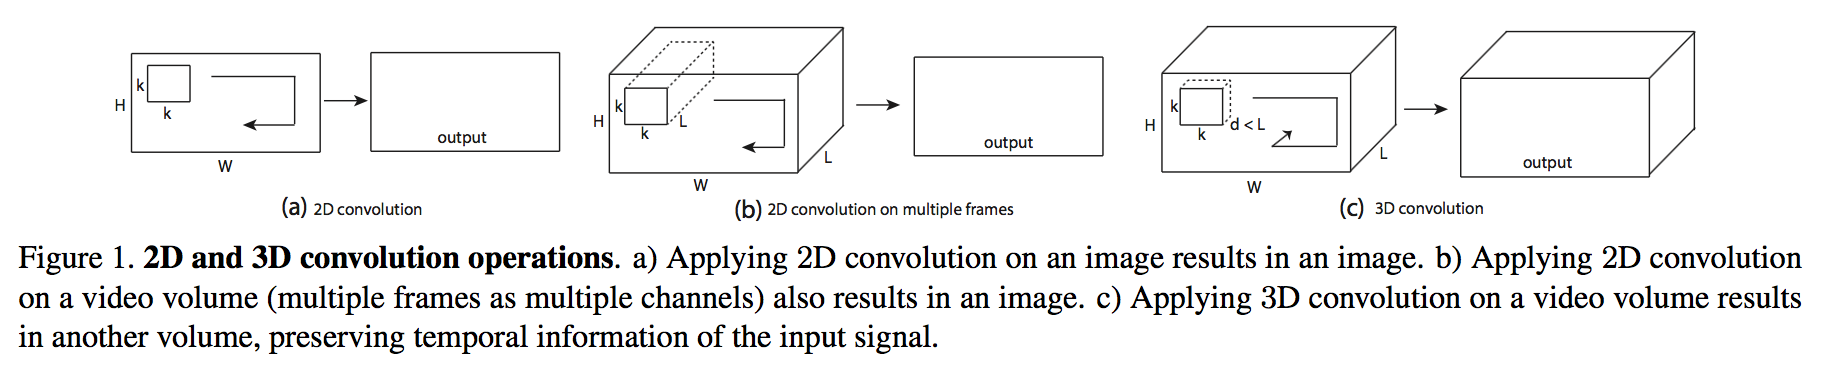 k
H
k
output
W
(a) 2D convolution
k
H
L
k
output
L
W
(b) 2D convolution on multiple frames
k
H
d < L
k
L
output
W
(c) 3D convolution
Figure 1. 2D and 3D convolution operations. a) Applying 2D convolution on an image results in an image. b) Applying 2D convolution
on a video volume (multiple frames as multiple channels) also results in an image. c) Applying 3D convolution on a video volume results
in another volume, preserving temporal information of the input signal.